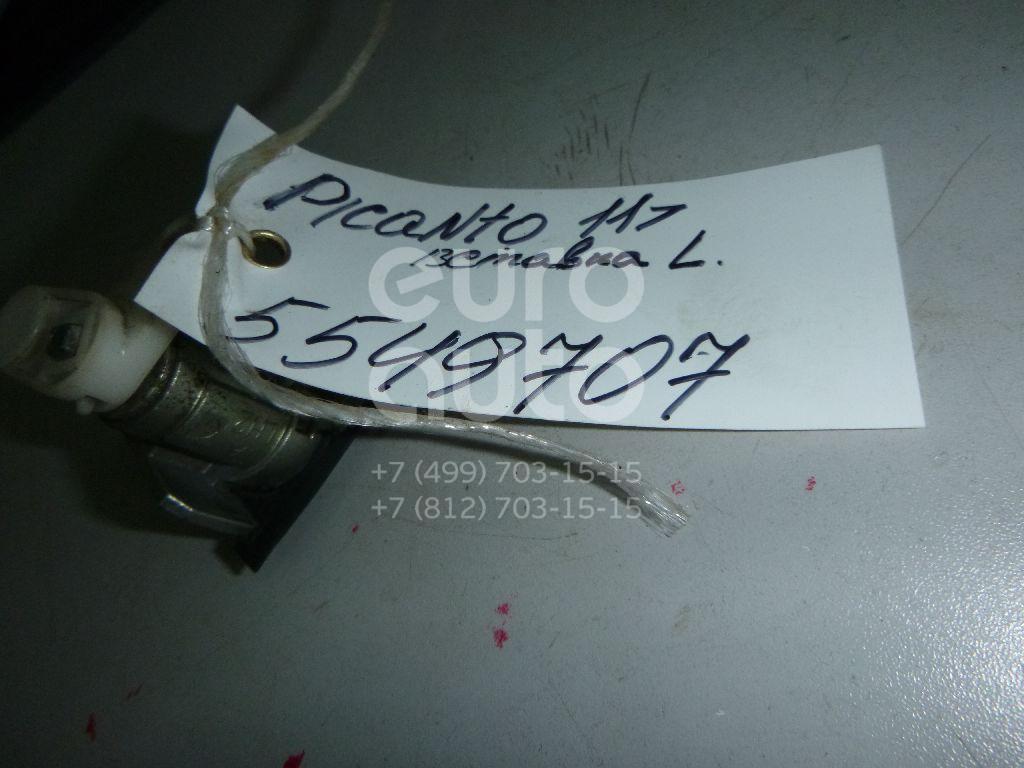 Picanto 11>
вставка L.
5549707
euro
auto
+7 (499) 703-15-15
+7 (812) 703-15-15